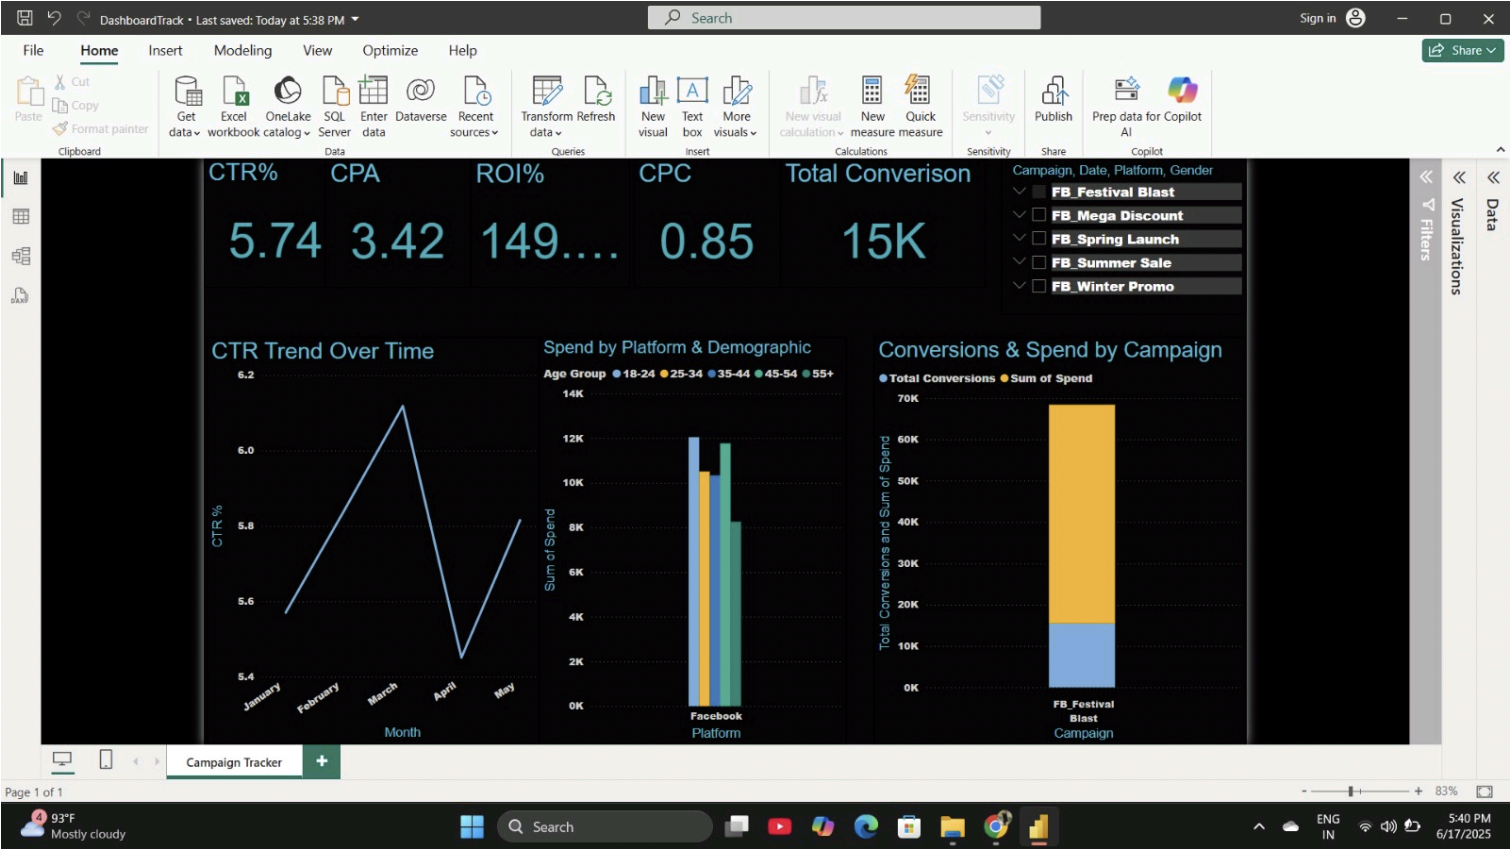 DashboardTrack • Last saved: Today at 5:38 PM
Search
Sign in
File Home Insert Modeling View Optimize Help
Share
Paste
Cut
Copy
Format painter
Clipboard
Get data
Excel workbook
OneLake catalog
SQL Server
Enter data
Dataverse
Recent sources
Data
Transform data
Refresh
Queries
New visual
Text box
More visuals
Insert
New visual calculation
New measure
Quick measure
Calculations
Sensitivity
Sensitivity
Publish
Share
Prep data for AI
Copilot
Copilot
CTR%
5.74
CPA
3.42
ROI%
149....
CPC
0.85
Total Converison
15K
Campaign, Date, Platform, Gender
FB_Festival Blast
FB_Mega Discount
FB_Spring Launch
FB_Summer Sale
FB_Winter Promo
Filters
Visualizations
Data
CTR Trend Over Time
CTR %
6.2
6.0
5.8
5.6
5.4
January February March April May
Month
Spend by Platform & Demographic
Age Group 18-24 25-34 35-44 45-54 55+
Sum of Spend
14K
12K
10K
8K
6K
4K
2K
0K
Facebook
Platform
Conversions & Spend by Campaign
Total Conversions Sum of Spend
Total Conversions and Sum of Spend
70K
60K
50K
40K
30K
20K
10K
0K
FB_Festival
Blast
Campaign
Campaign Tracker
Page 1 of 1
83%
4
93°F
Mostly cloudy
Search
ENG
IN
5:40 PM
6/17/2025